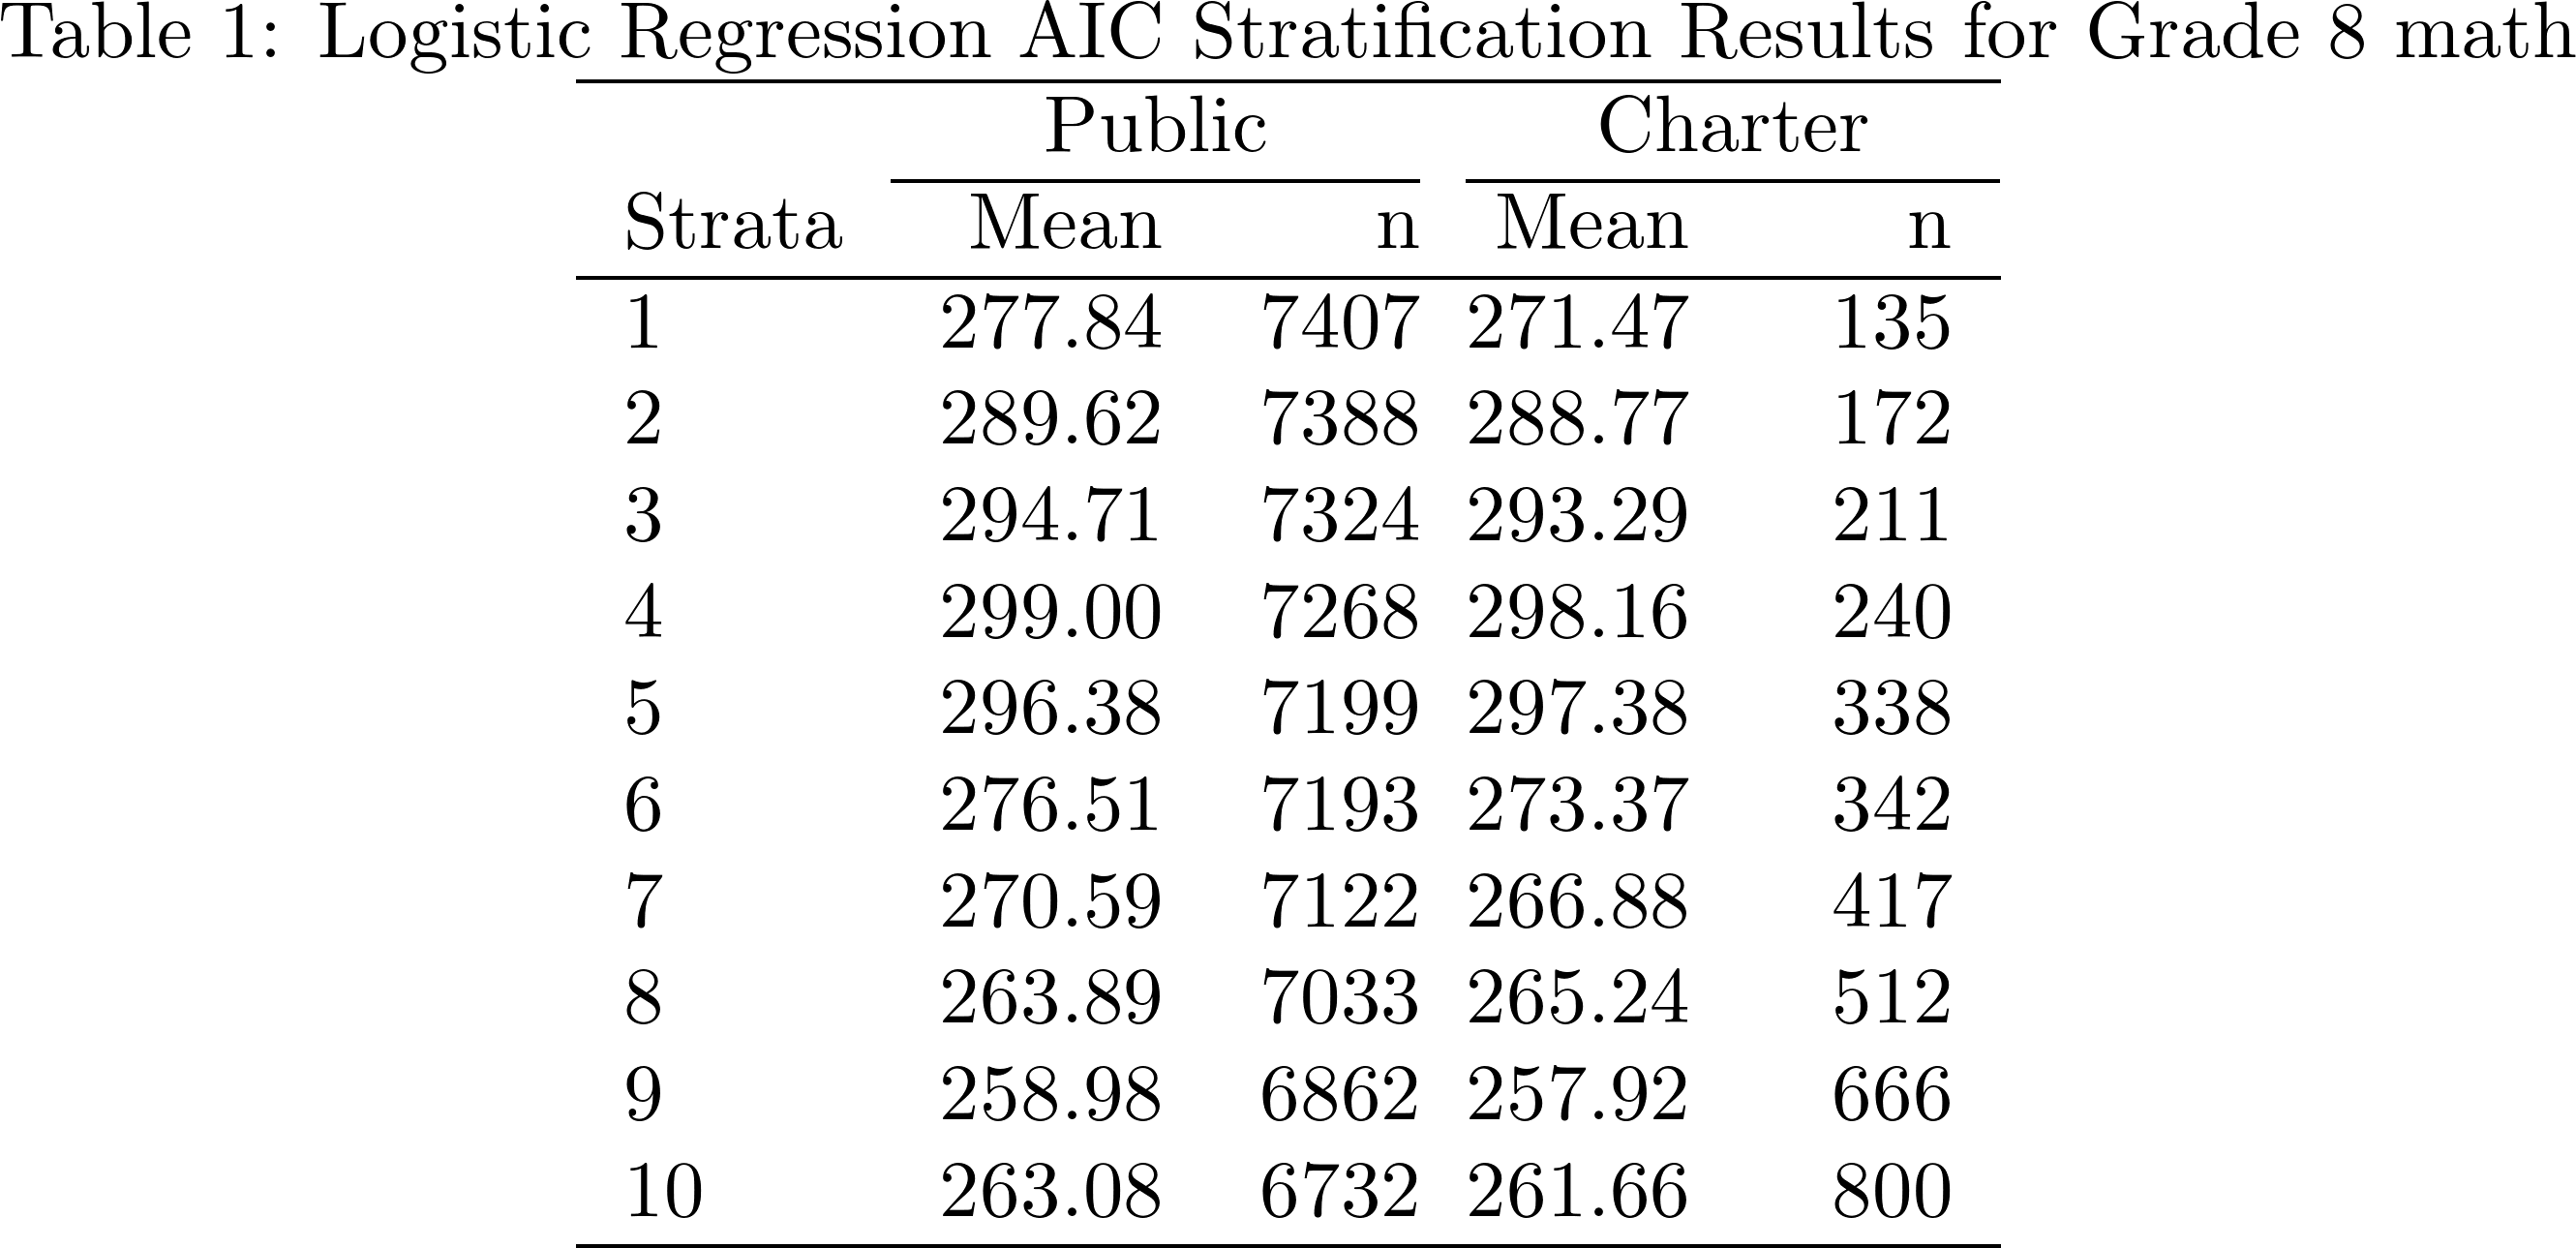 Table 1: Logistic Regression AIC Stratification Results for Grade 8 math
Public Charter
Strata Mean n Mean n
1 277.84 7407 271.47 135
2 289.62 7388 288.77 172
3 294.71 7324 293.29 211
4 299.00 7268 298.16 240
5 296.38 7199 297.38 338
6 276.51 7193 273.37 342
7 270.59 7122 266.88 417
8 263.89 7033 265.24 512
9 258.98 6862 257.92 666
10 263.08 6732 261.66 800